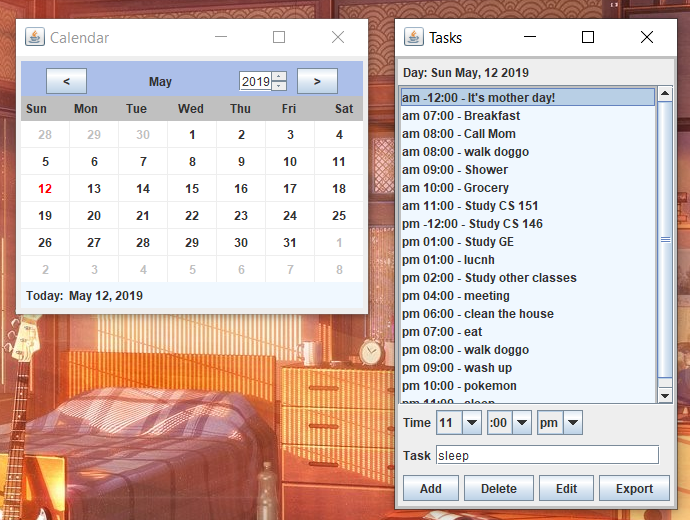 Calendar
< May 2019 >
Sun Mon Tue Wed Thu Fri Sat
28 29 30 1 2 3 4
5 6 7 8 9 10 11
12 13 14 15 16 17 18
19 20 21 22 23 24 25
26 27 28 29 30 31 1
2 3 4 5 6 7 8
Today: May 12, 2019
Tasks
Day: Sun May, 12 2019
am -12:00 - It's mother day!
am 07:00 - Breakfast
am 08:00 - Call Mom
am 08:00 - walk doggo
am 09:00 - Shower
am 10:00 - Grocery
am 11:00 - Study CS 151
pm -12:00 - Study CS 146
pm 01:00 - Study GE
pm 01:00 - lucnh
pm 02:00 - Study other classes
pm 04:00 - meeting
pm 06:00 - clean the house
pm 07:00 - eat
pm 08:00 - walk doggo
pm 09:00 - wash up
pm 10:00 - pokemon
pm 11:00 - sleep
Time 11 :00 pm
Task sleep
Add Delete Edit Export